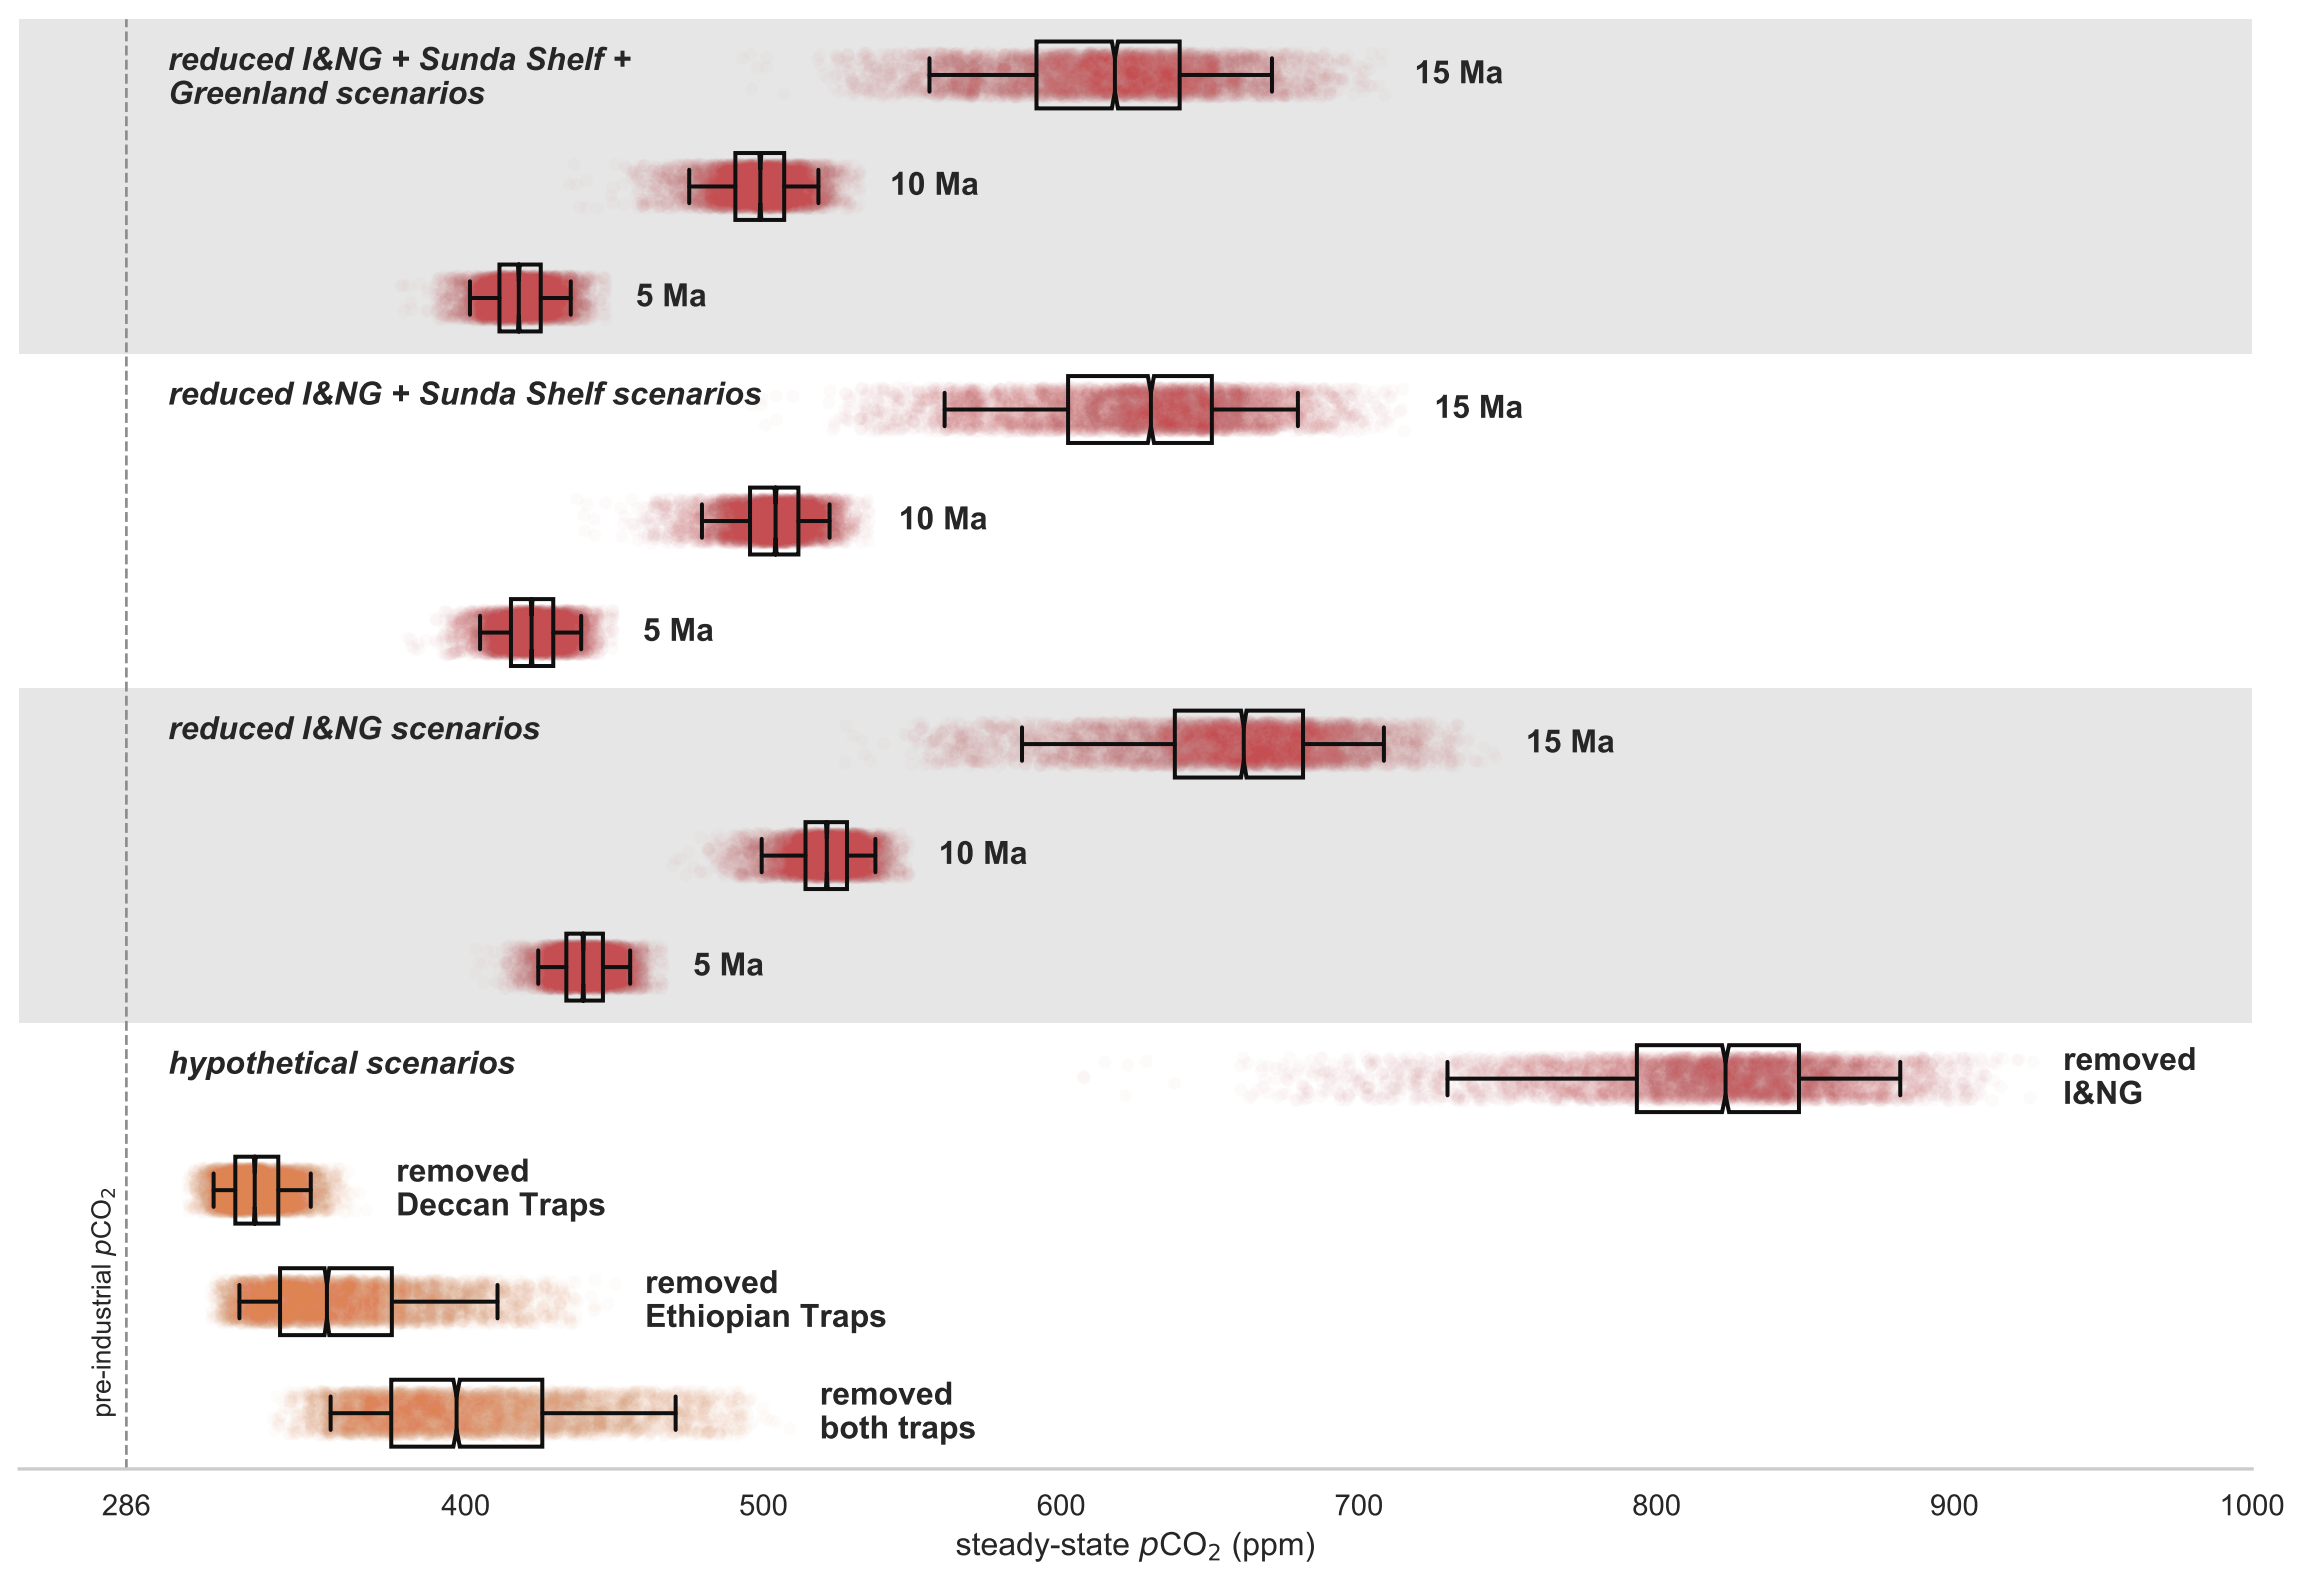 reduced I&NG + Sunda Shelf +
Greenland scenarios
15 Ma
10 Ma
5 Ma
reduced I&NG + Sunda Shelf scenarios
15 Ma
10 Ma
5 Ma
reduced I&NG scenarios
15 Ma
10 Ma
5 Ma
hypothetical scenarios
removed
I&NG
removed
Deccan Traps
removed
Ethiopian Traps
removed
both traps
pre-industrial pCO₂
286 400 500 600 700 800 900 1000
steady-state pCO₂ (ppm)